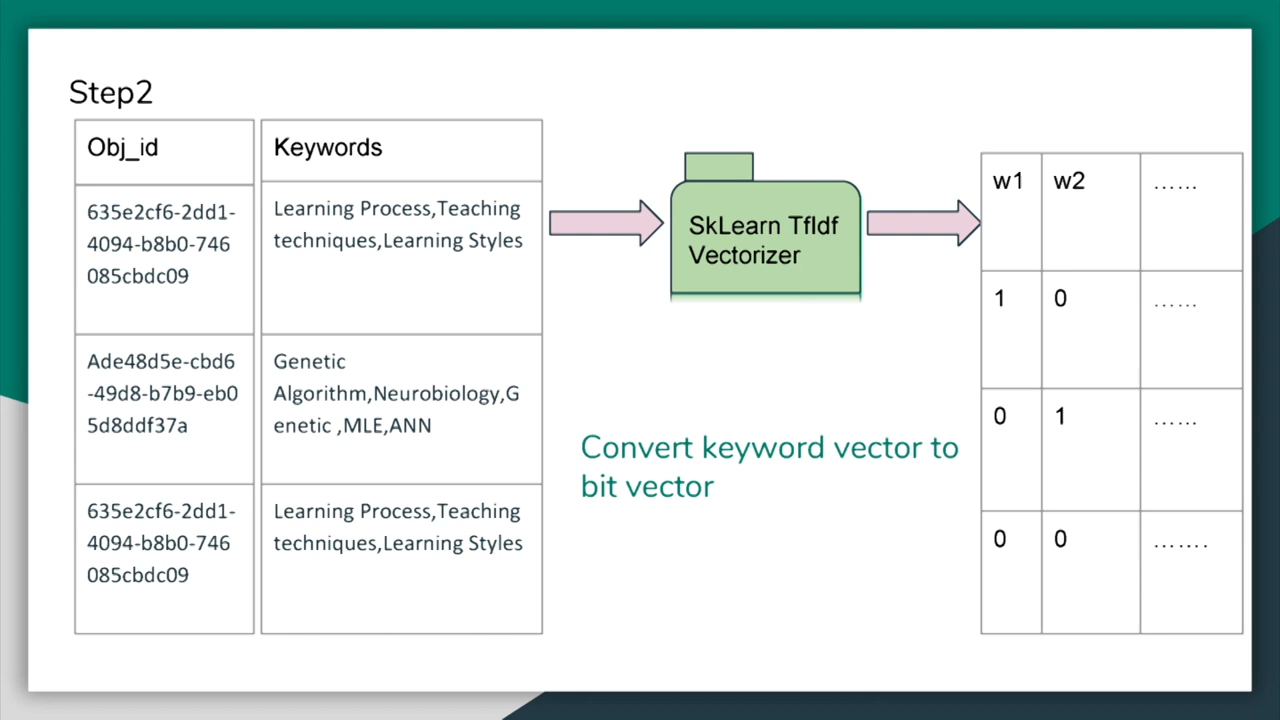 Step2
Obj_id
Keywords
635e2cf6-2dd1-
4094-b8b0-746
085cbdc09
Learning Process,Teaching
techniques,Learning Styles
Ade48d5e-cbd6
-49d8-b7b9-eb0
5d8ddf37a
Genetic
Algorithm,Neurobiology,G
enetic ,MLE,ANN
635e2cf6-2dd1-
4094-b8b0-746
085cbdc09
Learning Process,Teaching
techniques,Learning Styles
SkLearn TfIdf
Vectorizer
Convert keyword vector to
bit vector
w1 w2 ......
1 0 ......
0 1 ......
0 0 .......